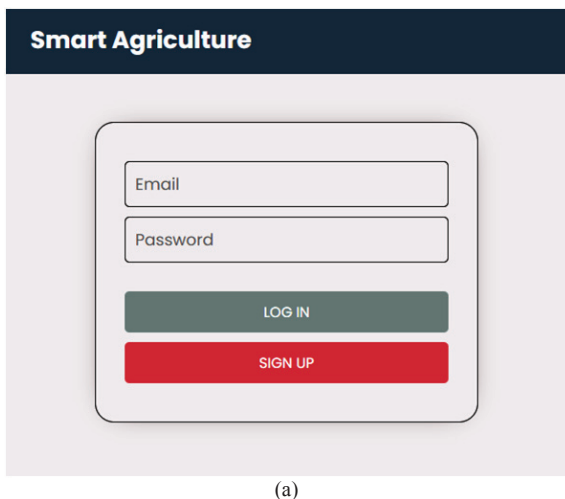 Smart Agriculture
Email
Password
LOG IN
SIGN UP
(a)